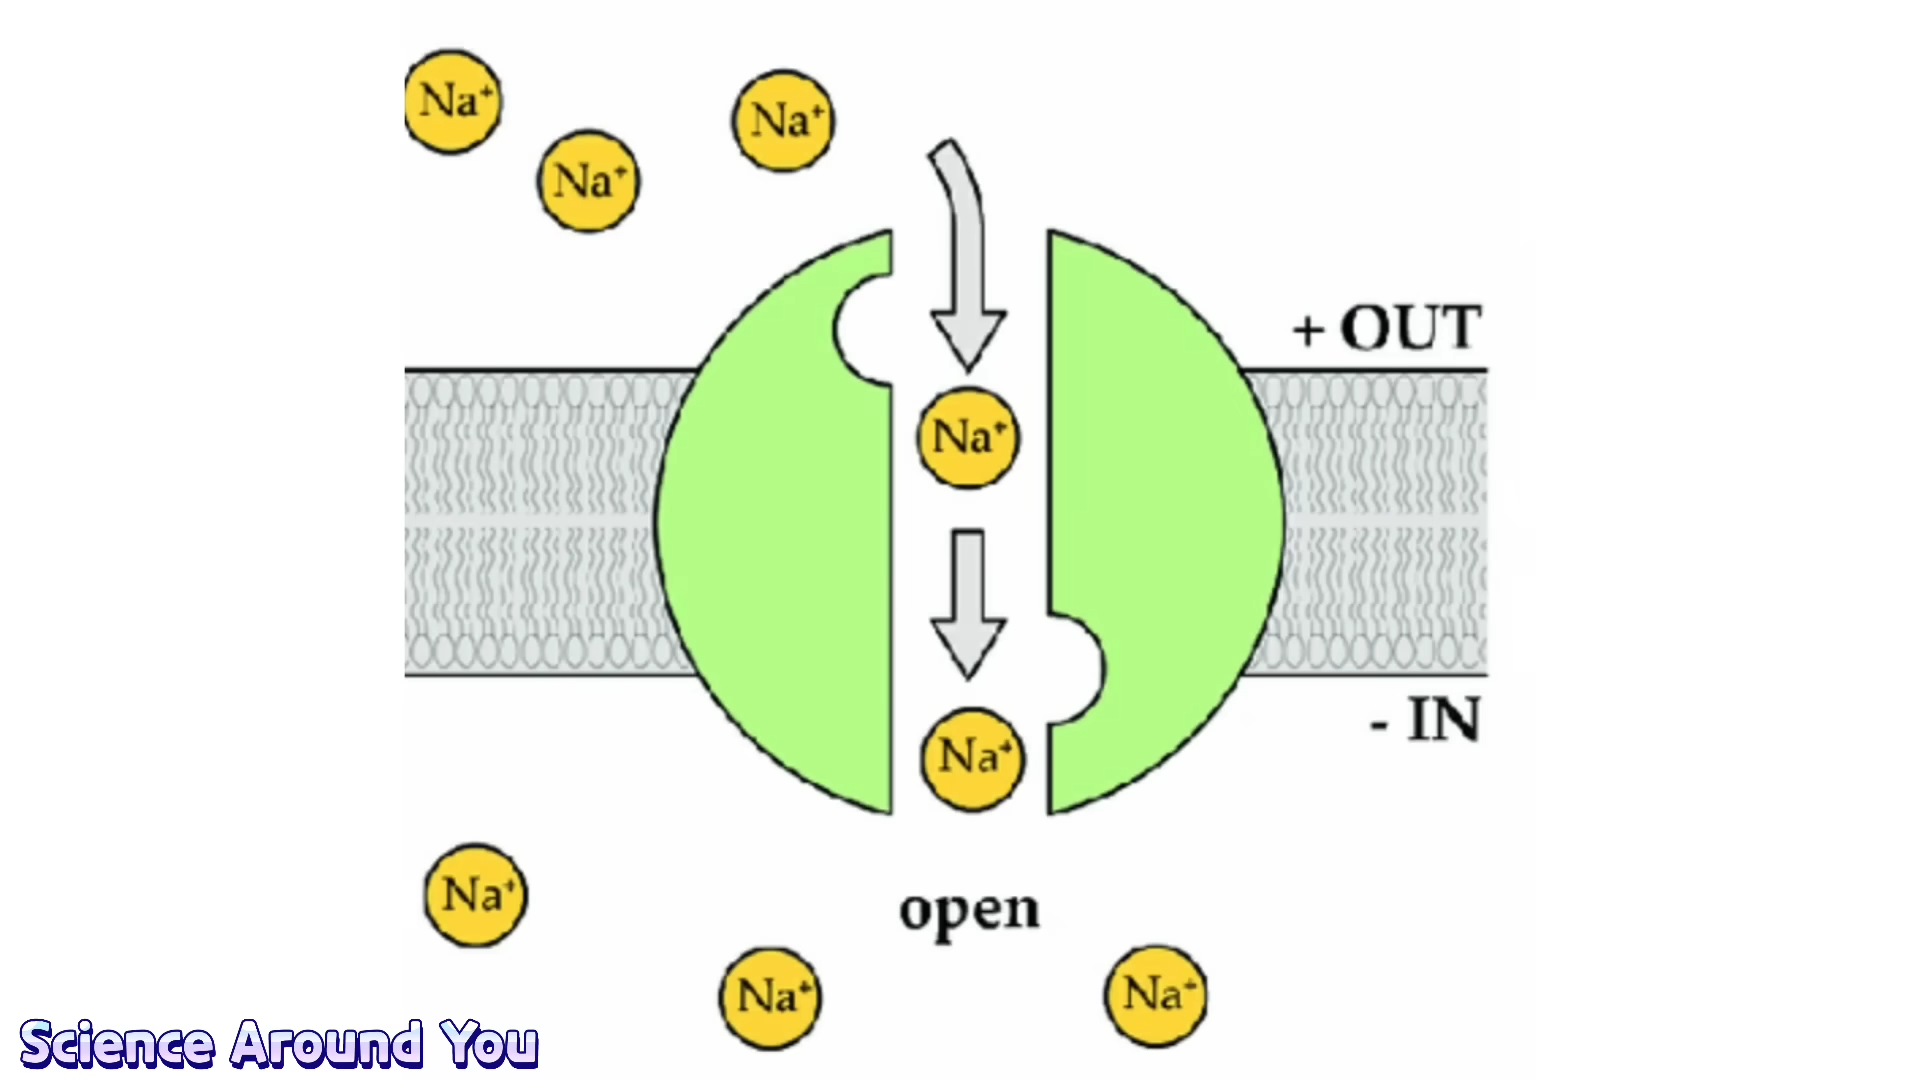 Na⁺
Na⁺
Na⁺
+ OUT
Na⁺
- IN
Na⁺
Na⁺
open
Na⁺
Na⁺
Science Around You